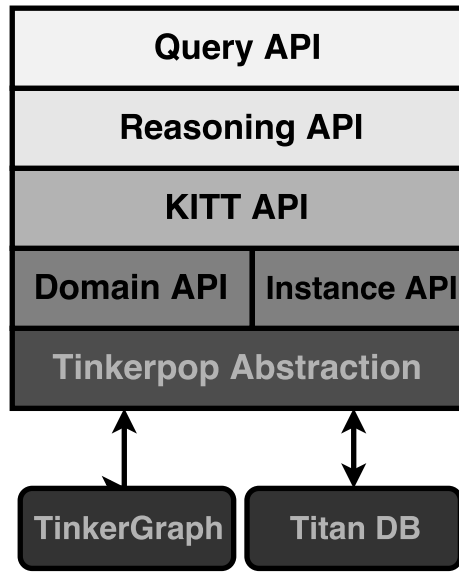 Query API
Reasoning API
KITT API
Domain API
Instance API
Tinkerpop Abstraction
TinkerGraph
Titan DB